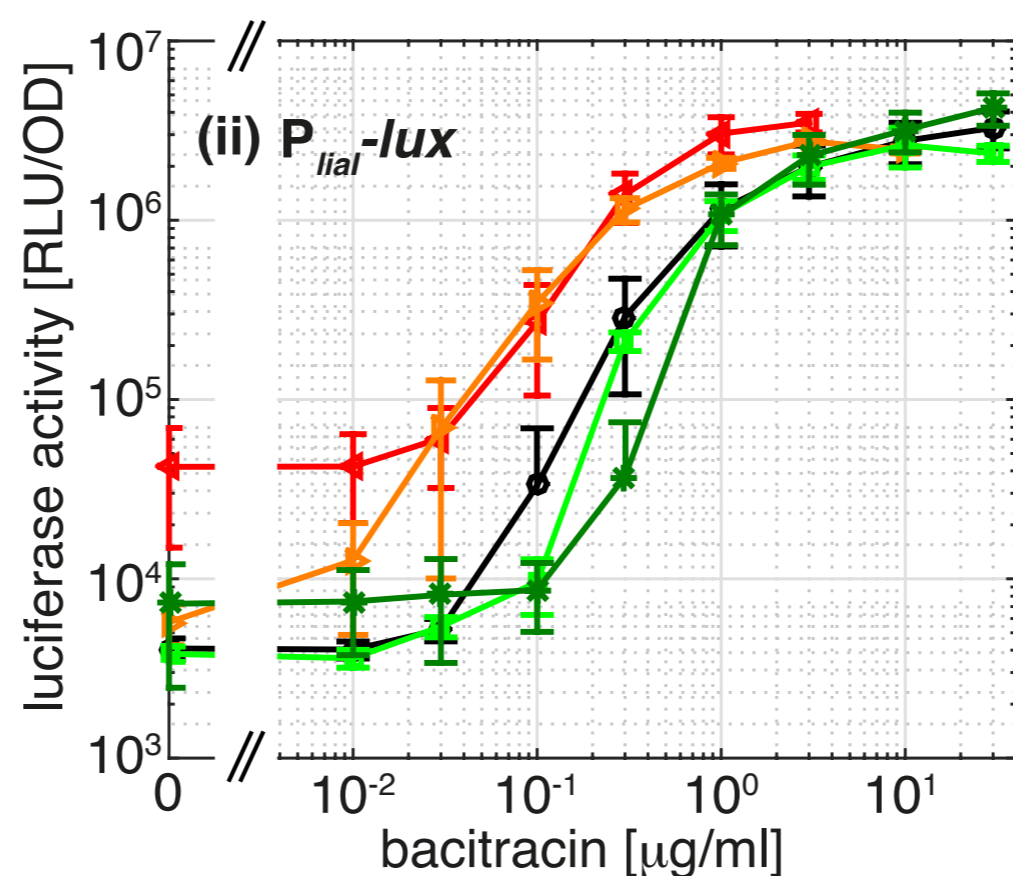 10⁷
(ii) P_liaI-lux
10⁶
10⁵
10⁴
10³
luciferase activity [RLU/OD]
0 10⁻² 10⁻¹ 10⁰ 10¹
bacitracin [µg/ml]